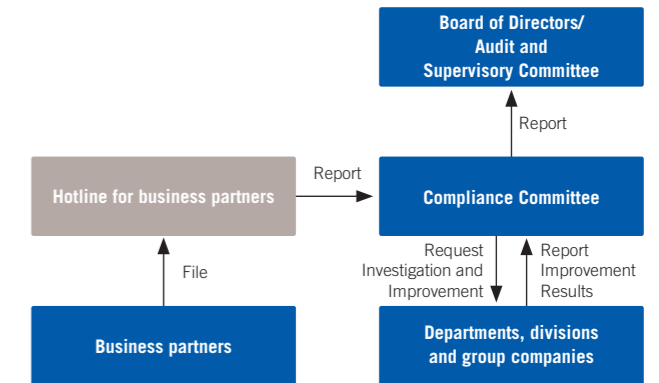 Board of Directors/
Audit and
Supervisory Committee
Report
Hotline for business partners
Report
Compliance Committee
File
Request
Investigation and
Improvement
Report
Improvement
Results
Business partners
Departments, divisions
and group companies